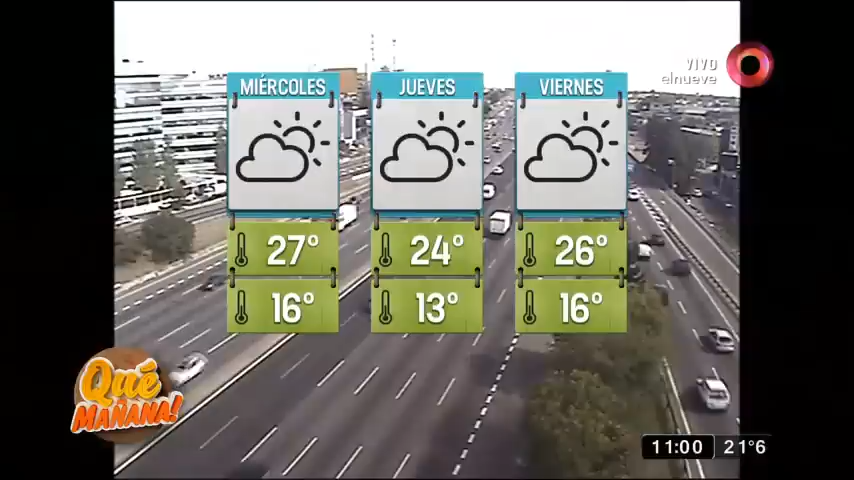 VIVO
elnueve
MIÉRCOLES
JUEVES
VIERNES
27°
24°
26°
16°
13°
16°
Qué
MAÑANA!
11:00
21°6